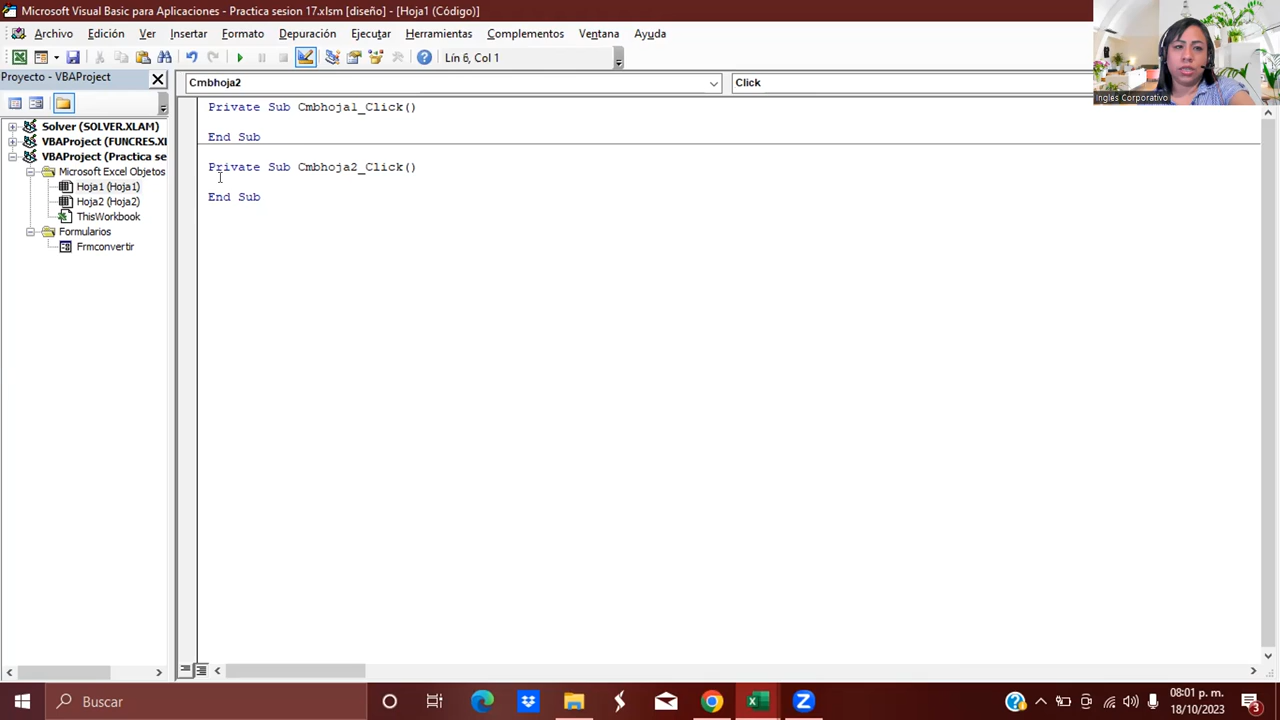 Microsoft Visual Basic para Aplicaciones - Practica sesion 17.xlsm [diseño] - [Hoja1 (Código)]
Archivo Edición Ver Insertar Formato Depuración Ejecutar Herramientas Complementos Ventana Ayuda
Lín 6, Col 1
Ingles Corporativo
Proyecto - VBAProject
Cmbhoja2
Click
Solver (SOLVER.XLAM)
VBAProject (FUNCRES.XL
VBAProject (Practica se
Microsoft Excel Objetos
Hoja1 (Hoja1)
Hoja2 (Hoja2)
ThisWorkbook
Formularios
Frmconvertir
Private Sub Cmbhoja1_Click()
End Sub
Private Sub Cmbhoja2_Click()
End Sub
Buscar
08:01 p. m.
18/10/2023
3